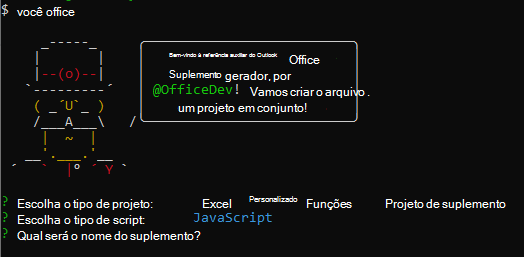 $ você office
Bem-vindo à referência auxiliar do Outlook Office
Suplemento gerador, por
@OfficeDev! Vamos criar o arquivo .
um projeto em conjunto!
? Escolha o tipo de projeto: Excel Personalizado Funções Projeto de suplemento
? Escolha o tipo de script: JavaScript
? Qual será o nome do suplemento?